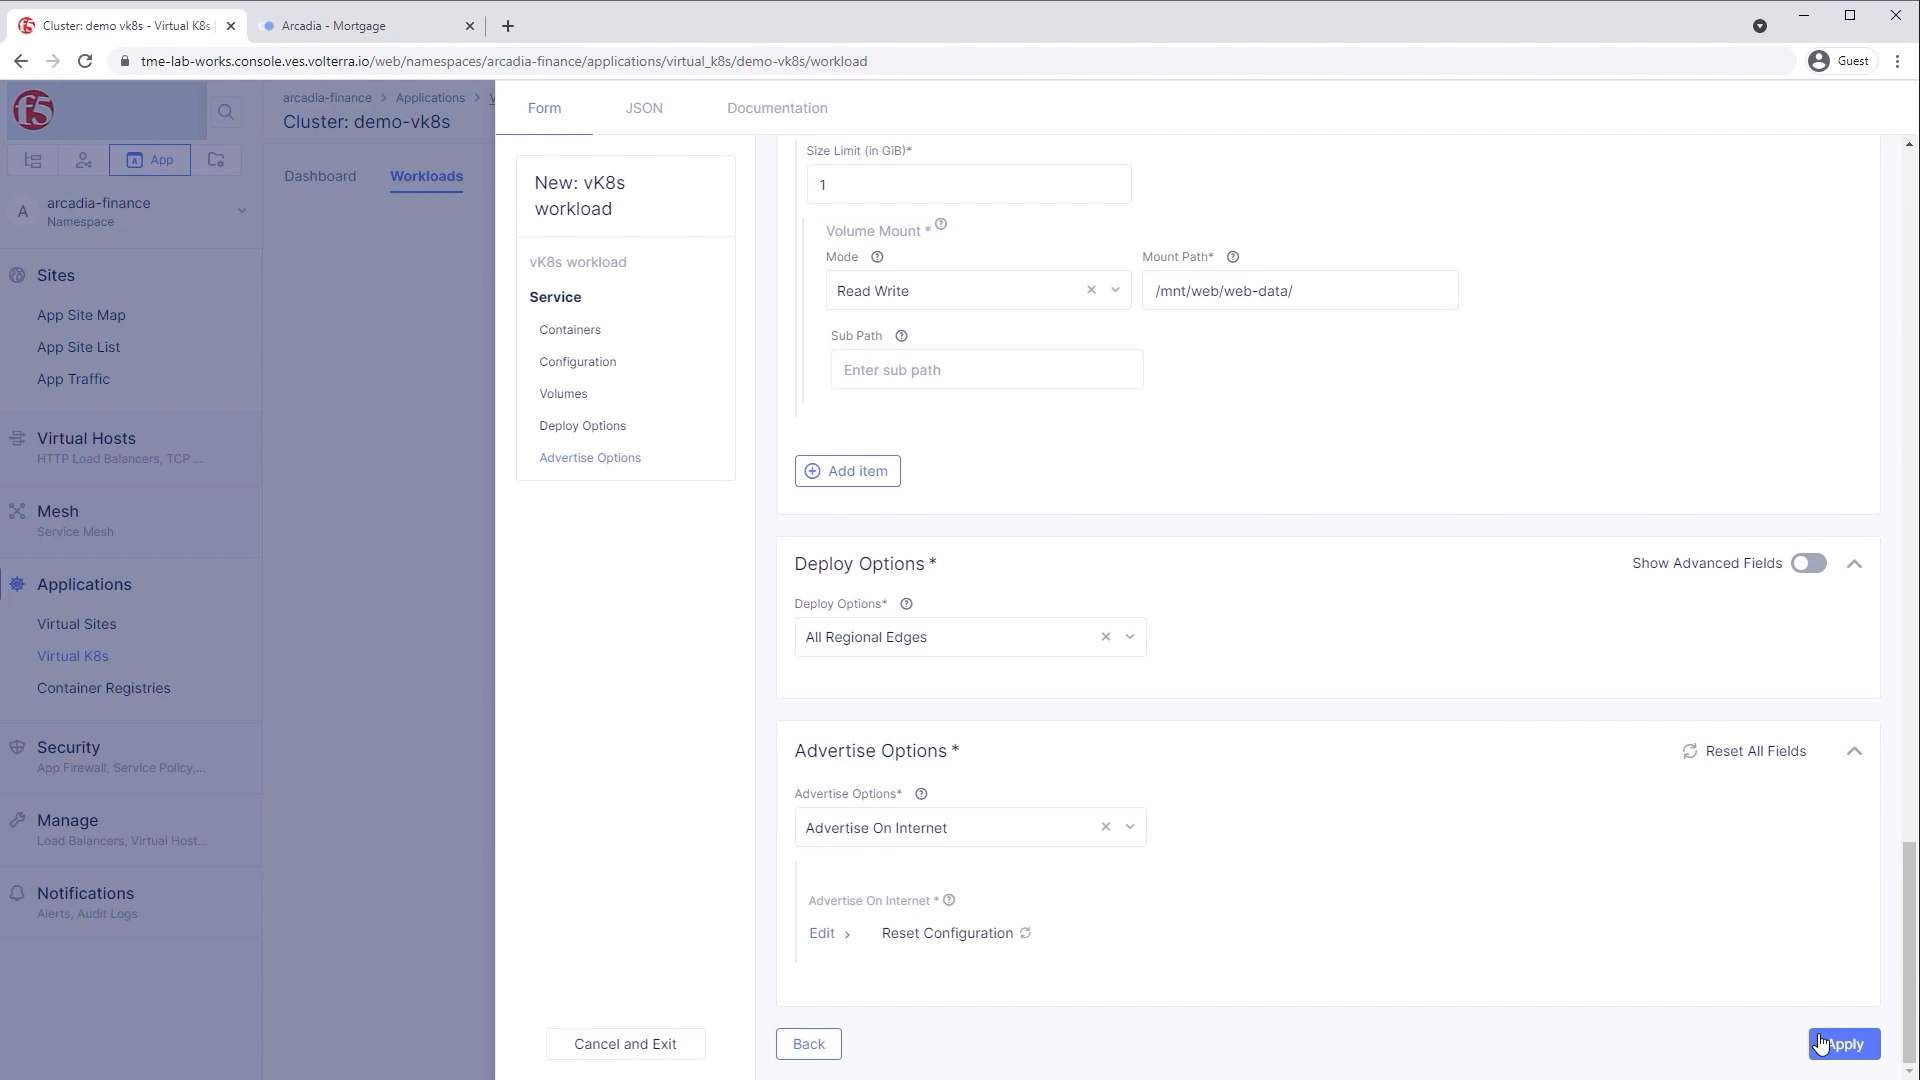 Cluster: demo vk8s - Virtual K8s
Arcadia - Mortgage
tme-lab-works.console.ves.volterra.io/web/namespaces/arcadia-finance/applications/virtual_k8s/demo-vk8s/workload
Guest
f5
App
A
arcadia-finance
Namespace
Sites
App Site Map
App Site List
App Traffic
Virtual Hosts
HTTP Load Balancers, TCP ...
Mesh
Service Mesh
Applications
Virtual Sites
Virtual K8s
Container Registries
Security
App Firewall, Service Policy,...
Manage
Load Balancers, Virtual Host...
Notifications
Alerts, Audit Logs
arcadia-finance > Applications > V
Cluster: demo-vk8s
Dashboard
Workloads
Form
JSON
Documentation
New: vK8s
workload
vK8s workload
Service
Containers
Configuration
Volumes
Deploy Options
Advertise Options
Cancel and Exit
Size Limit (in GiB)*
1
Volume Mount *
Mode
Mount Path*
Read Write
/mnt/web/web-data/
Sub Path
Enter sub path
Add item
Deploy Options *
Show Advanced Fields
Deploy Options*
All Regional Edges
Advertise Options *
Reset All Fields
Advertise Options*
Advertise On Internet
Advertise On Internet *
Edit
Reset Configuration
Back
Apply